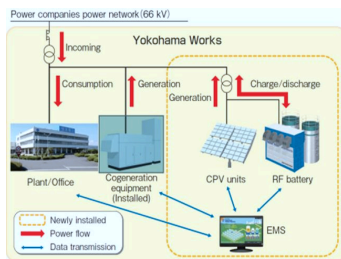 Power companies power network(66 kV)
Incoming
Yokohama Works
Consumption
Generation
Generation
Charge/discharge
Plant/Office
Cogeneration
equipment
(Installed)
CPV units
RF battery
EMS
Newly installed
Power flow
Data transmission